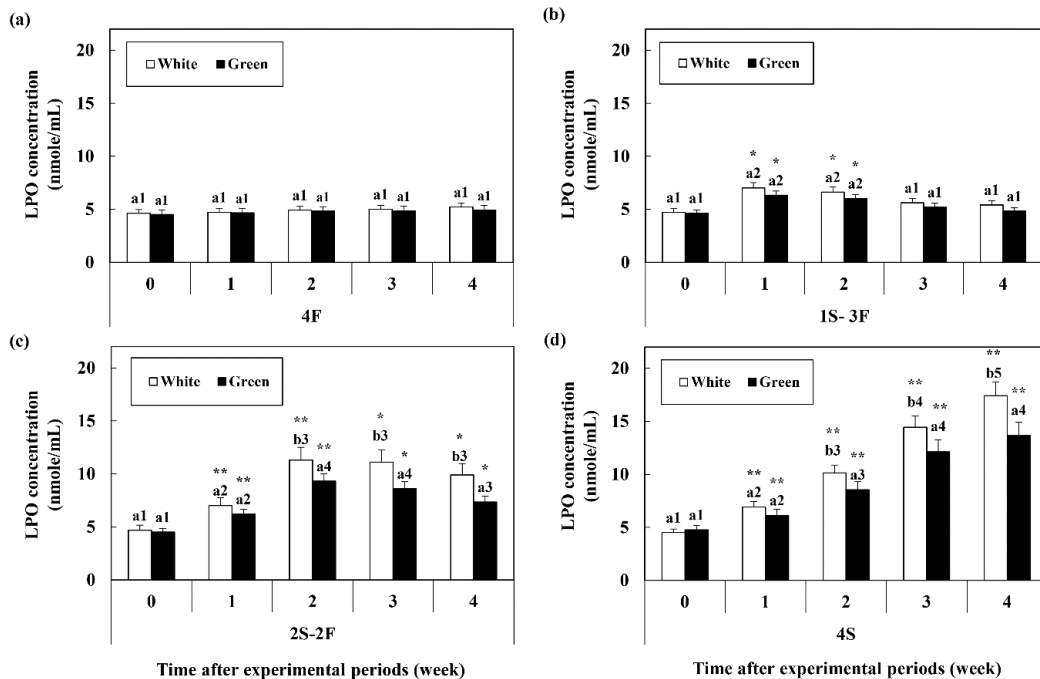 (a)
LPO concentration
(nmole/mL)
20
15
10
5
0
White Green
a1 a1 a1 a1 a1 a1 a1 a1 a1 a1
0 1 2 3 4
4F
(b)
LPO concentration
(nmole/mL)
20
15
10
5
0
White Green
* * * *
a1 a1 a2 a2 a2 a2 a1 a1 a1 a1
0 1 2 3 4
1S- 3F
(c)
LPO concentration
(nmole/mL)
20
15
10
5
0
White Green
** ** ** ** * * * *
a1 a1 a2 a2 b3 a4 b3 a4 b3 a3
0 1 2 3 4
2S-2F
Time after experimental periods (week)
(d)
LPO concentration
(nmole/mL)
20
15
10
5
0
White Green
** ** ** ** ** ** ** **
a1 a1 a2 a2 b3 a3 b4 a4 b5 a4
0 1 2 3 4
4S
Time after experimental periods (week)